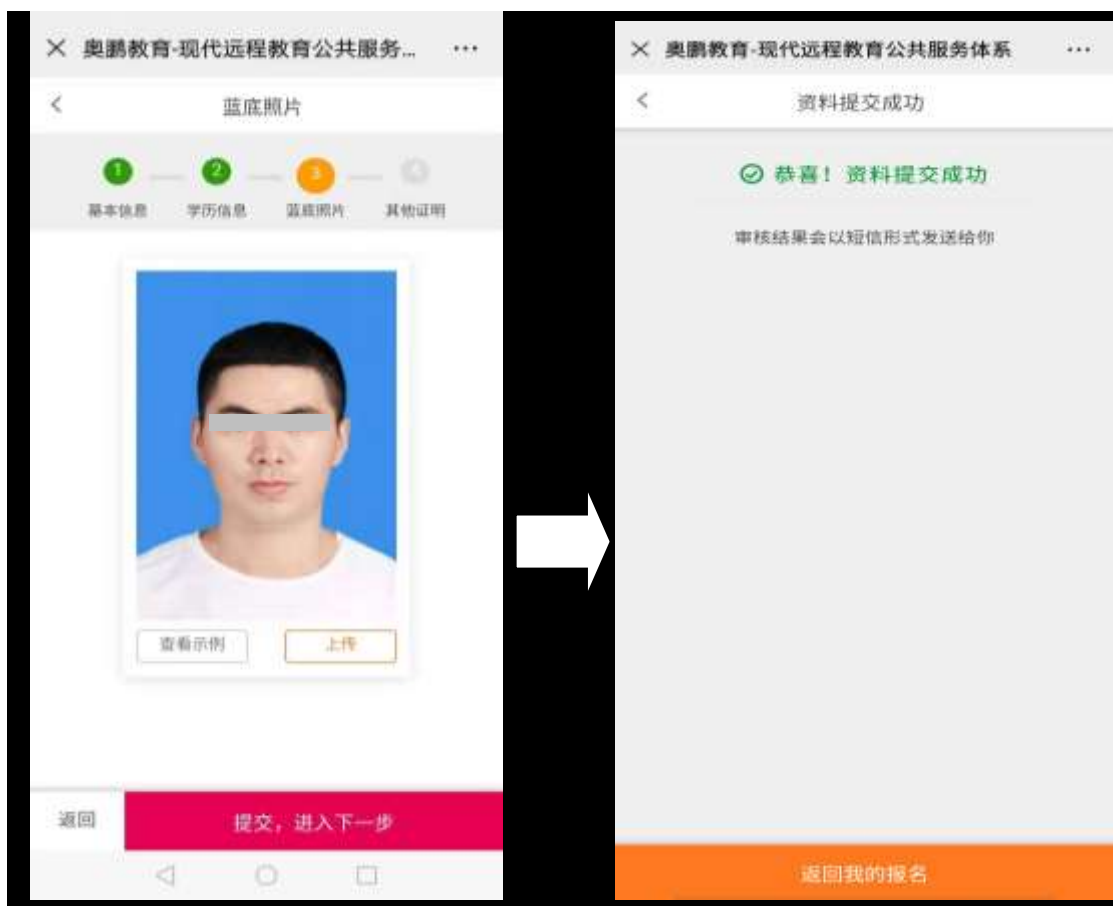 奥鹏教育-现代远程教育公共服务...
蓝底照片
1
2
3
4
基本信息
学历信息
蓝底照片
其他证明
查看示例
上传
返回
提交，进入下一步
奥鹏教育-现代远程教育公共服务体系
资料提交成功
恭喜！资料提交成功
审核结果会以短信形式发送给你
返回我的报名